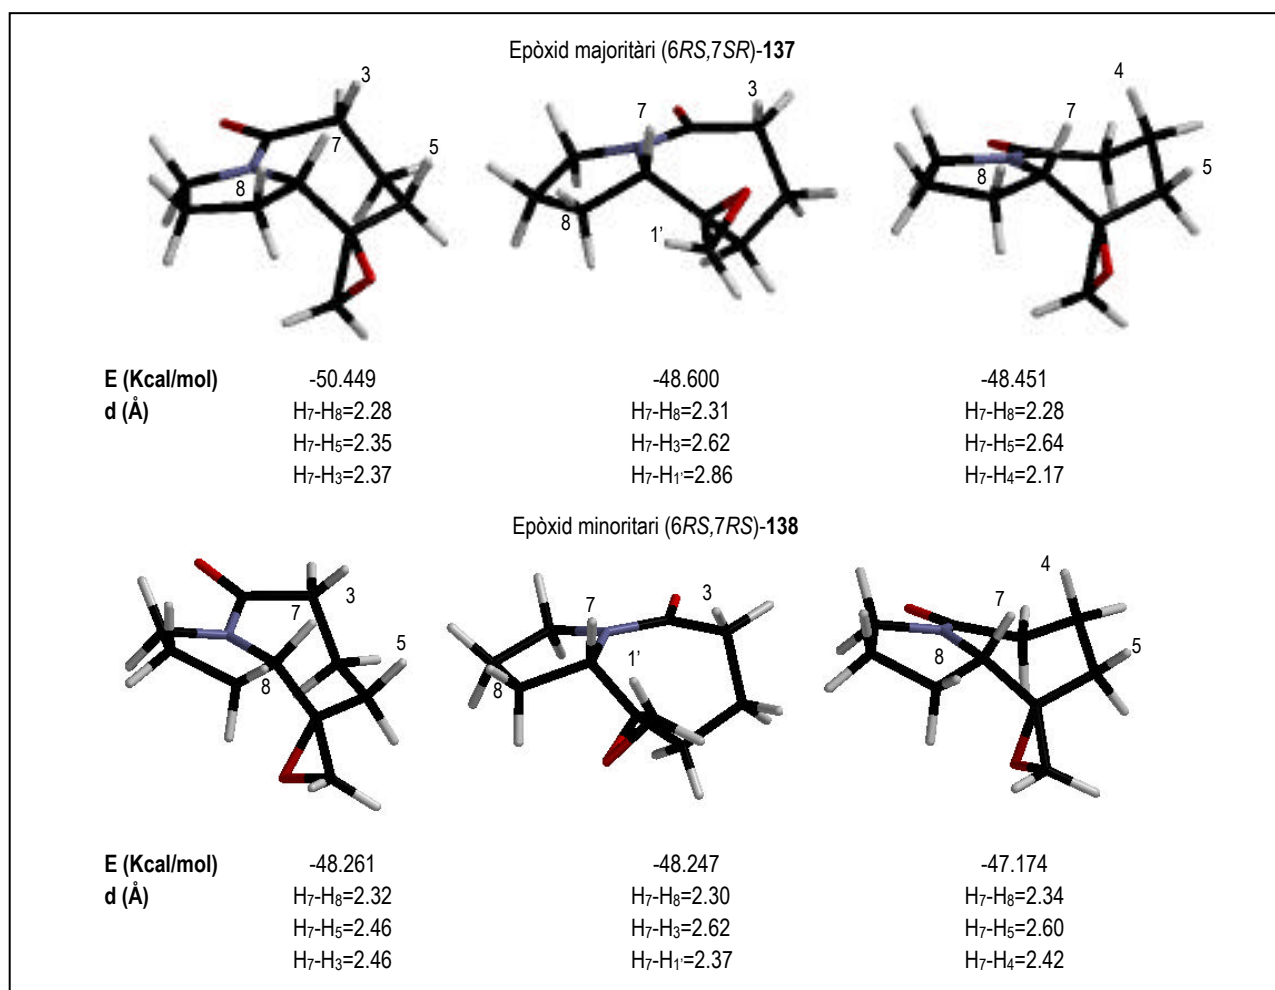 Epòxid majoritàri (6RS,7SR)-137
3
7
5
8
7
3
8
1'
4
7
5
8
E (Kcal/mol) -50.449 -48.600 -48.451
d (Å) H7-H8=2.28 H7-H8=2.31 H7-H8=2.28
H7-H5=2.35 H7-H3=2.62 H7-H5=2.64
H7-H3=2.37 H7-H1'=2.86 H7-H4=2.17
Epòxid minoritari (6RS,7RS)-138
7
3
5
8
7
3
1'
8
4
7
5
8
E (Kcal/mol) -48.261 -48.247 -47.174
d (Å) H7-H8=2.32 H7-H8=2.30 H7-H8=2.34
H7-H5=2.46 H7-H3=2.62 H7-H5=2.60
H7-H3=2.46 H7-H1'=2.37 H7-H4=2.42